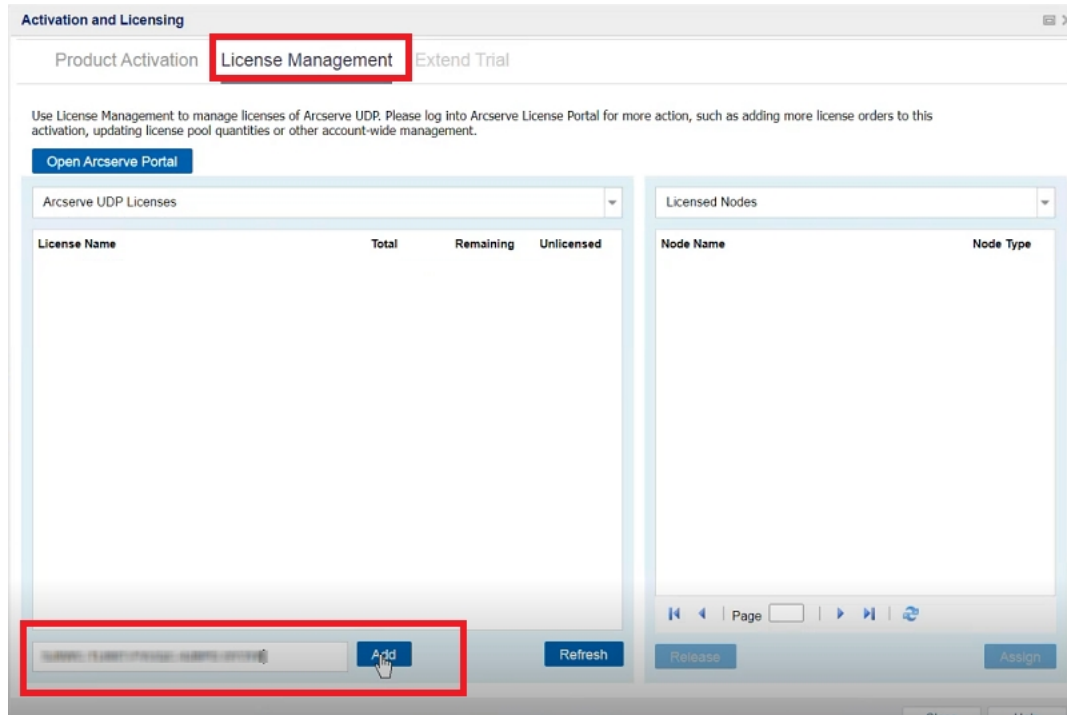 Activation and Licensing
Product Activation License Management Extend Trial
Use License Management to manage licenses of Arcserve UDP. Please log into Arcserve License Portal for more action, such as adding more license orders to this
activation, updating license pool quantities or other account-wide management.
Open Arcserve Portal
Arcserve UDP Licenses
License Name Total Remaining Unlicensed
Add Refresh
Licensed Nodes
Node Name Node Type
Page
Release Assign